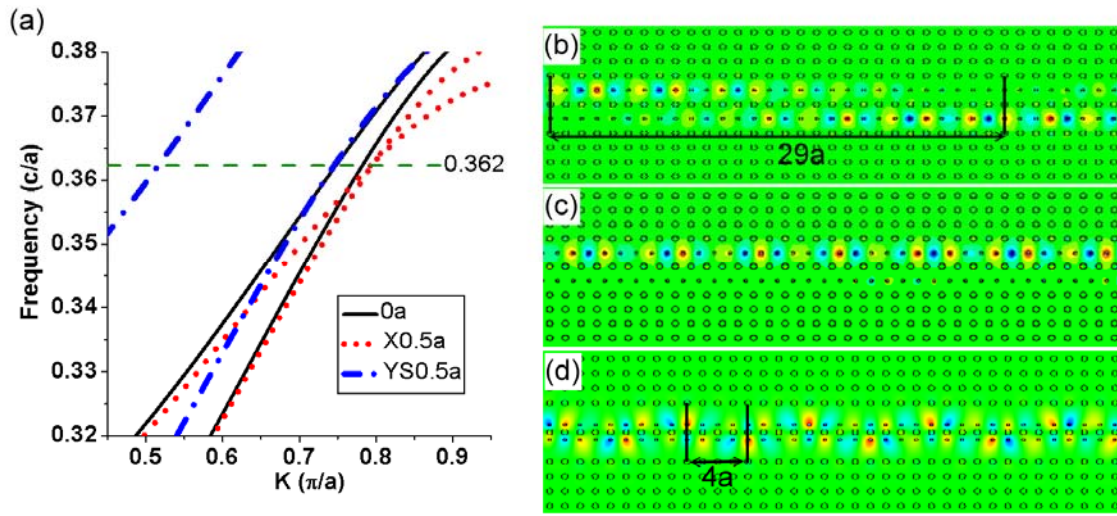 (a)
0.38
0.37
0.36
0.35
0.34
0.33
0.32
Frequency (c/a)
0.362
0a
X0.5a
YS0.5a
0.5 0.6 0.7 0.8 0.9
K (π/a)
(b)
29a
(c)
(d)
4a